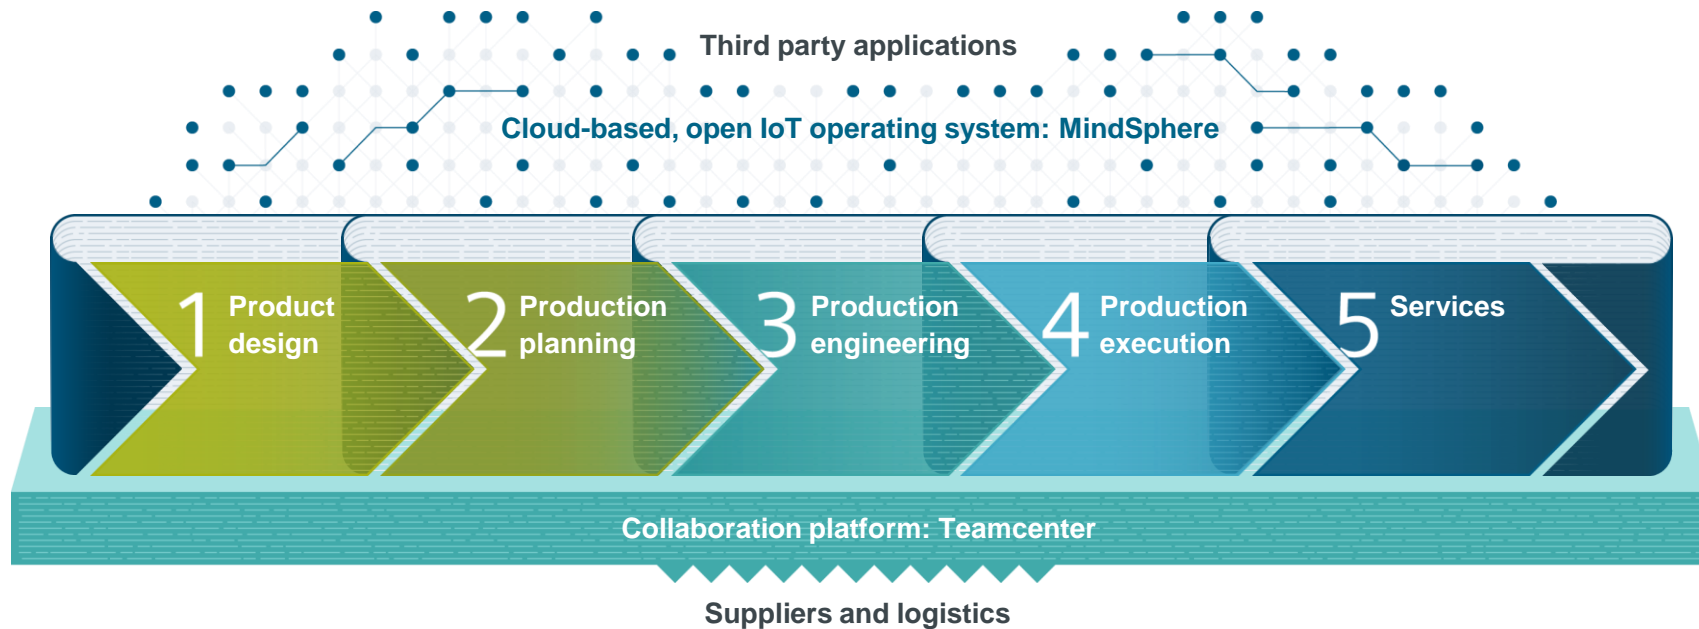 Third party applications
Cloud-based, open IoT operating system: MindSphere
1 Product design
2 Production planning
3 Production engineering
4 Production execution
5 Services
Collaboration platform: Teamcenter
Suppliers and logistics